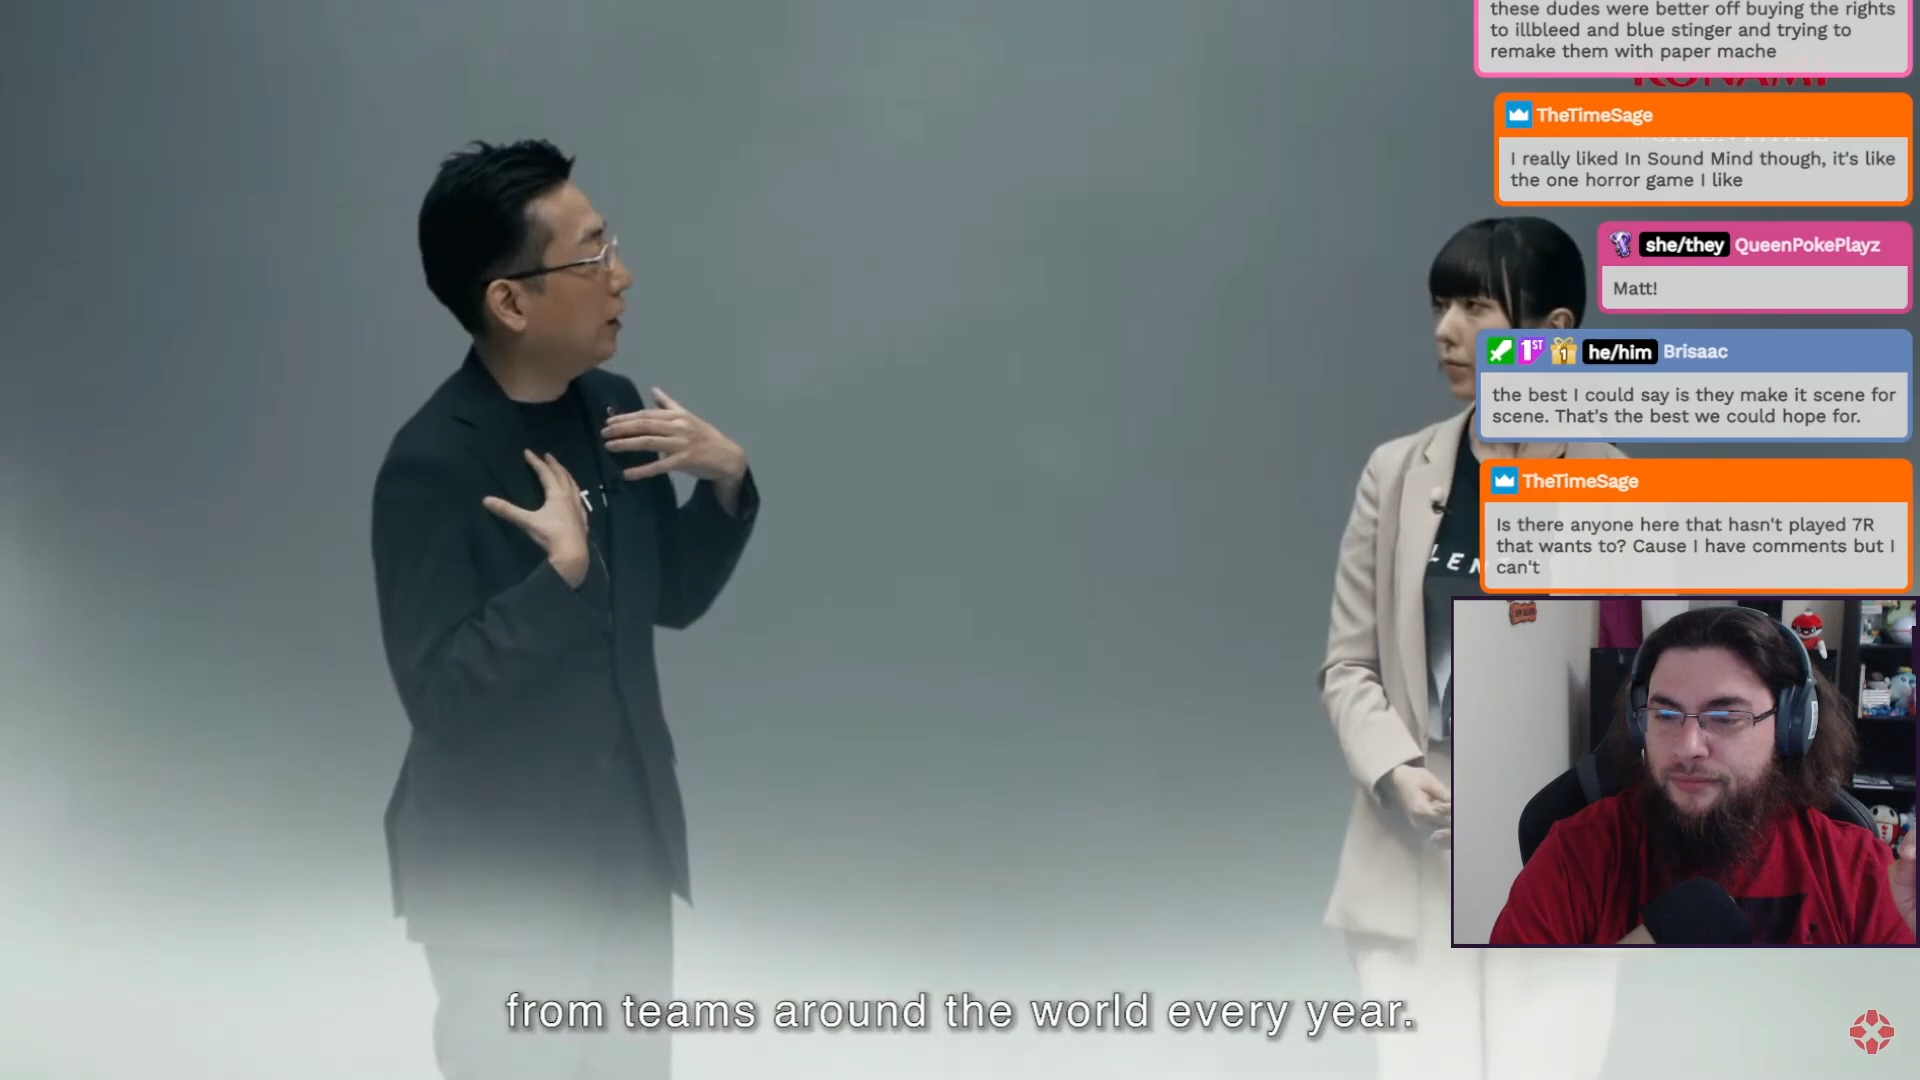 these dudes were better off buying the rights
to illbleed and blue stinger and trying to
remake them with paper mache
KONAMI
TheTimeSage
I really liked In Sound Mind though, it's like
the one horror game I like
she/they QueenPokePlayz
Matt!
1ST 1 he/him Brisaac
the best I could say is they make it scene for
scene. That's the best we could hope for.
TheTimeSage
Is there anyone here that hasn't played 7R
that wants to? Cause I have comments but I
can't
from teams around the world every year.